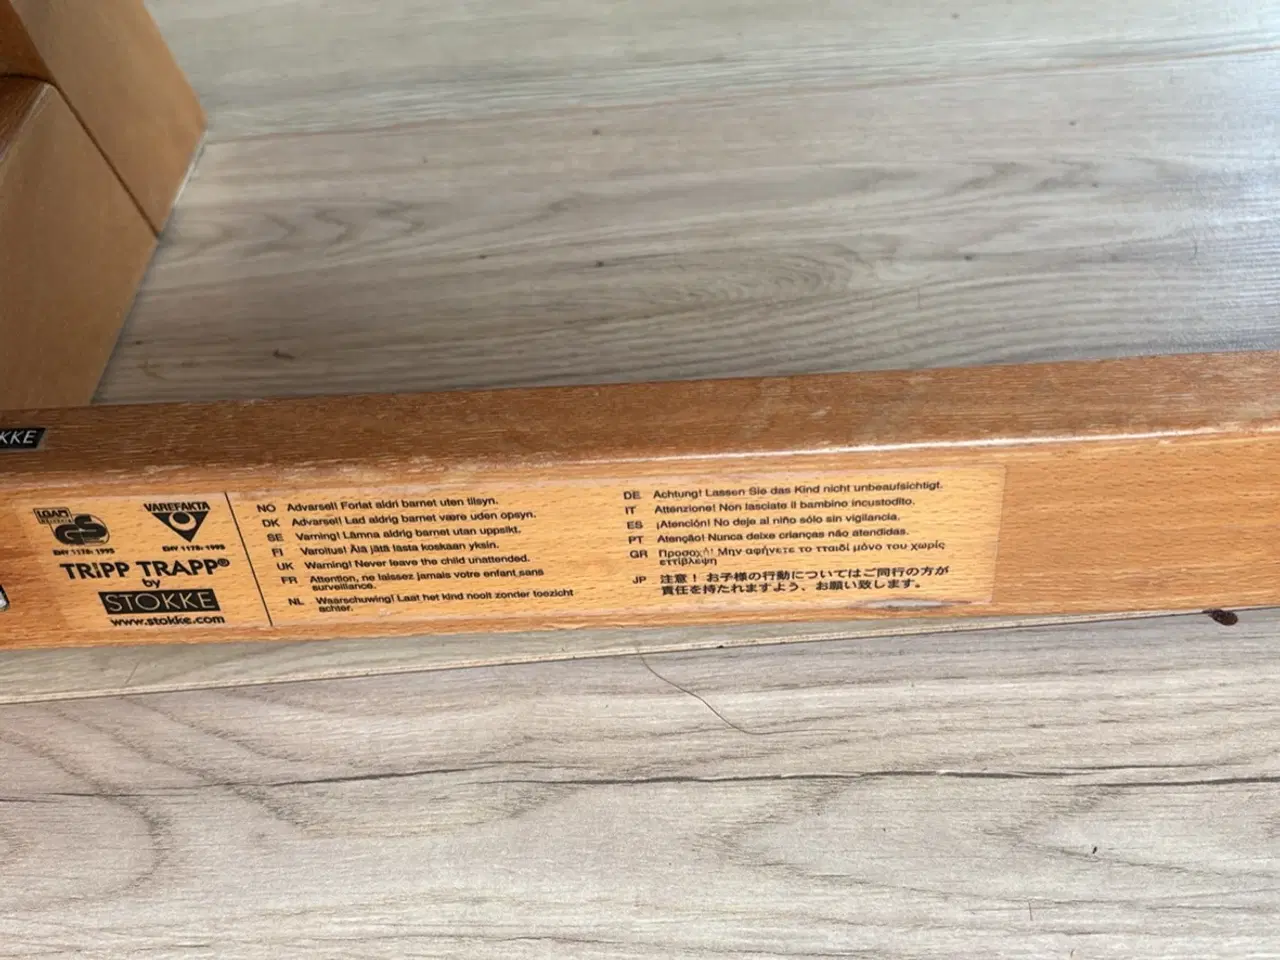 KKE
LGA
GS
ENV 1178: 1995
VAREFAKTA
ENV 1178: 1995
TRIPP TRAPP®
by
STOKKE
www.stokke.com
NO Advarsel! Forlat aldri barnet uten tilsyn.
DK Advarsel! Lad aldrig barnet være uden opsyn.
SE Varning! Lämna aldrig barnet utan uppsikt.
FI Varoitus! Älä jätä lasta koskaan yksin.
UK Warning! Never leave the child unattended.
FR Attention, ne laissez jamais votre enfant sans
surveillance.
NL Waarschuwing! Laat het kind nooit zonder toezicht
achter.
DE Achtung! Lassen Sie das Kind nicht unbeaufsichtigt.
IT Attenzione! Non lasciate il bambino incustodito.
ES ¡Atención! No deje al niño sólo sin vigilancia.
PT Atenção! Nunca deixe crianças não atendidas.
GR Προσοχή! Μην αφήνετε το παιδί μόνο του χωρίς
επίβλεψη
JP 注意！お子様の行動についてはご同行の方が
責任を持たれますよう、お願い致します。